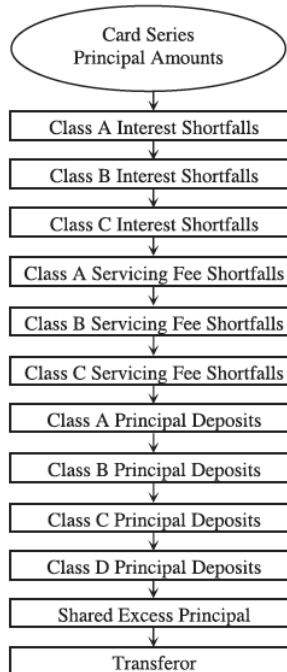 Card Series
Principal Amounts
Class A Interest Shortfalls
Class B Interest Shortfalls
Class C Interest Shortfalls
Class A Servicing Fee Shortfalls
Class B Servicing Fee Shortfalls
Class C Servicing Fee Shortfalls
Class A Principal Deposits
Class B Principal Deposits
Class C Principal Deposits
Class D Principal Deposits
Shared Excess Principal
Transferor